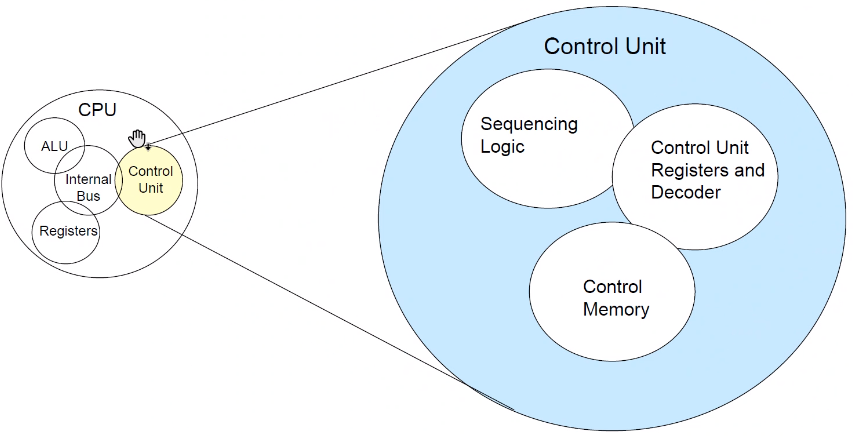 CPU
ALU
Internal
Bus
Control
Unit
Registers
Control Unit
Sequencing
Logic
Control Unit
Registers and
Decoder
Control
Memory